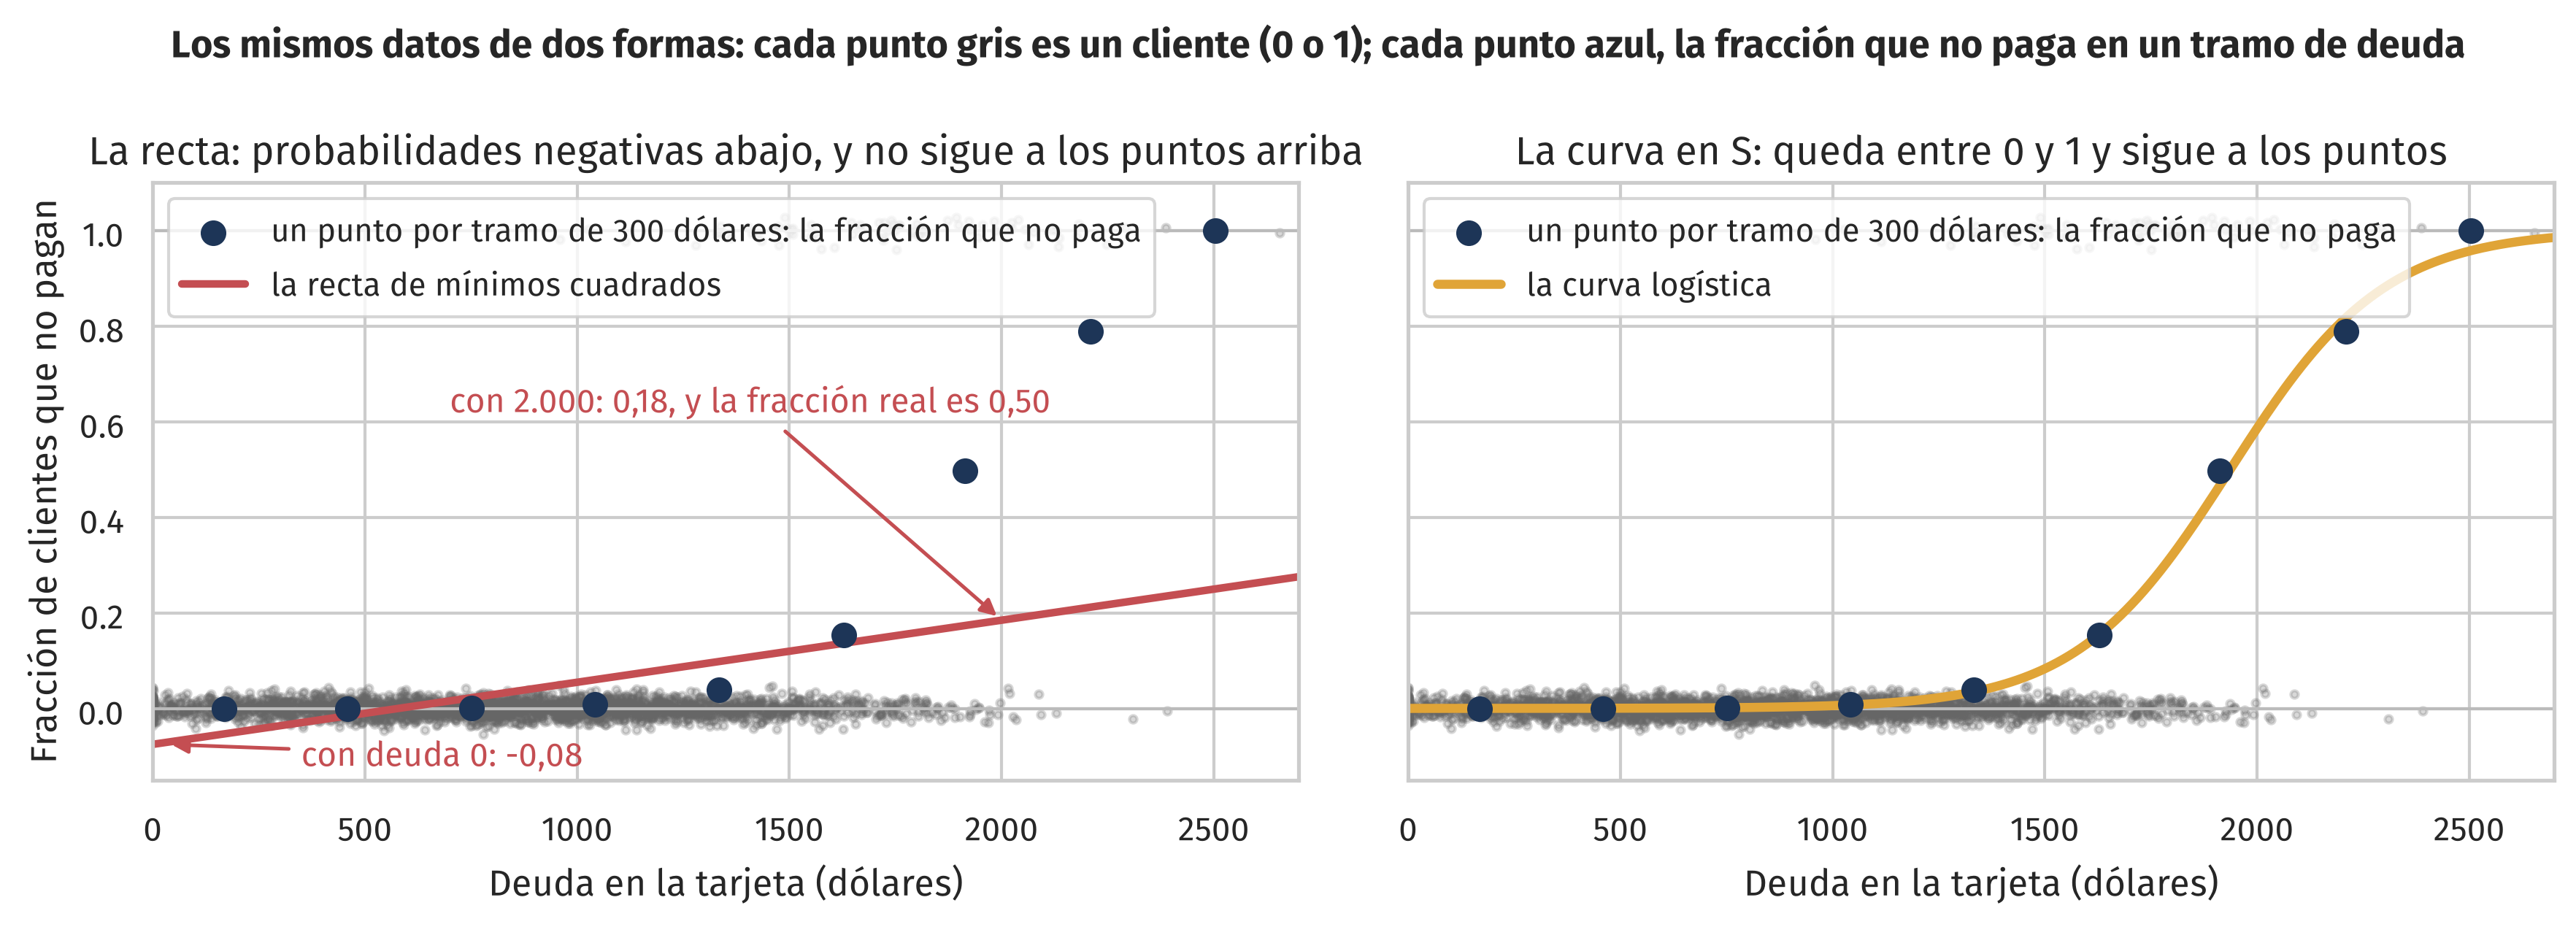 Los mismos datos de dos formas: cada punto gris es un cliente (0 o 1); cada punto azul, la fracción que no paga en un tramo de deuda
La recta: probabilidades negativas abajo, y no sigue a los puntos arriba
Fracción de clientes que no pagan
1.0
0.8
0.6
0.4
0.2
0.0
un punto por tramo de 300 dólares: la fracción que no paga
la recta de mínimos cuadrados
con 2.000: 0,18, y la fracción real es 0,50
con deuda 0: -0,08
0 500 1000 1500 2000 2500
Deuda en la tarjeta (dólares)
La curva en S: queda entre 0 y 1 y sigue a los puntos
un punto por tramo de 300 dólares: la fracción que no paga
la curva logística
0 500 1000 1500 2000 2500
Deuda en la tarjeta (dólares)